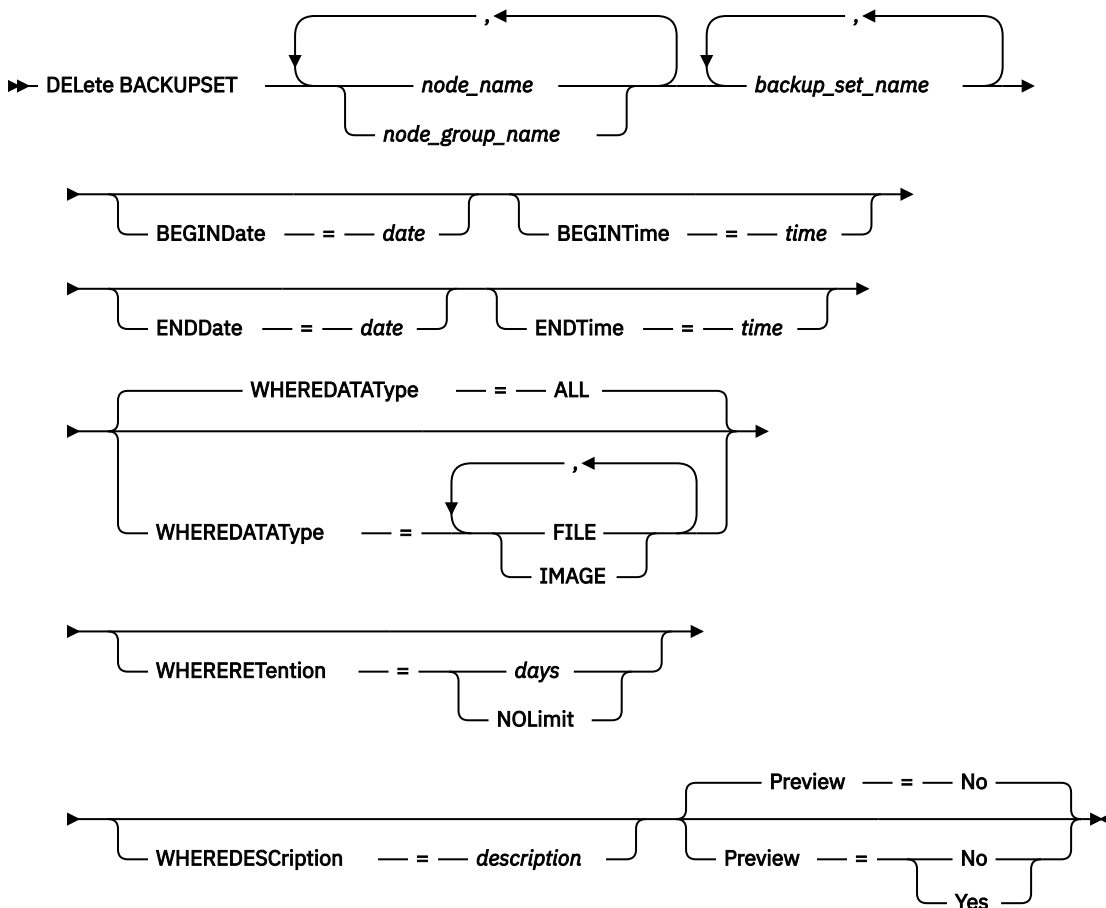 , ,
DELete BACKUPSET node_name backup_set_name
node_group_name
BEGINDate = date BEGINTime = time
ENDDate = date ENDTime = time
WHEREDATAType = ALL
,
WHEREDATAType = FILE
IMAGE
WHERERETention = days
NOLimit
Preview = No
WHEREDESCription = description Preview = No
Yes